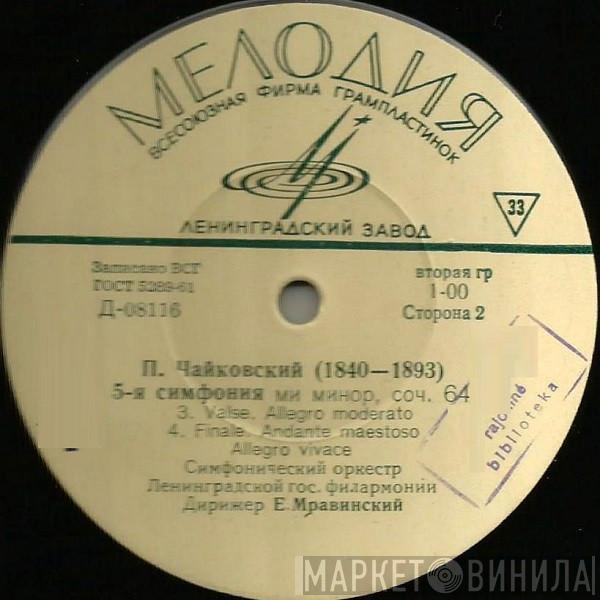 МЕЛОДИЯ
ВСЕСОЮЗНАЯ ФИРМА ГРАМПЛАСТИНОК
ЛЕНИНГРАДСКИЙ ЗАВОД
33
Записано ВСГ
ГОСТ 5289-61
Д-08116
вторая гр
1-00
Сторона 2
П. Чайковский (1840—1893)
5-я симфония ми минор, соч. 64
3. Valse. Allegro moderato
4. Finale. Andante maestoso
Allegro vivace
Симфонический оркестр
Ленинградской гос. филармонии
Дирижер Е. Мравинский
biblioteka
МАРКЕТ ВИНИЛА